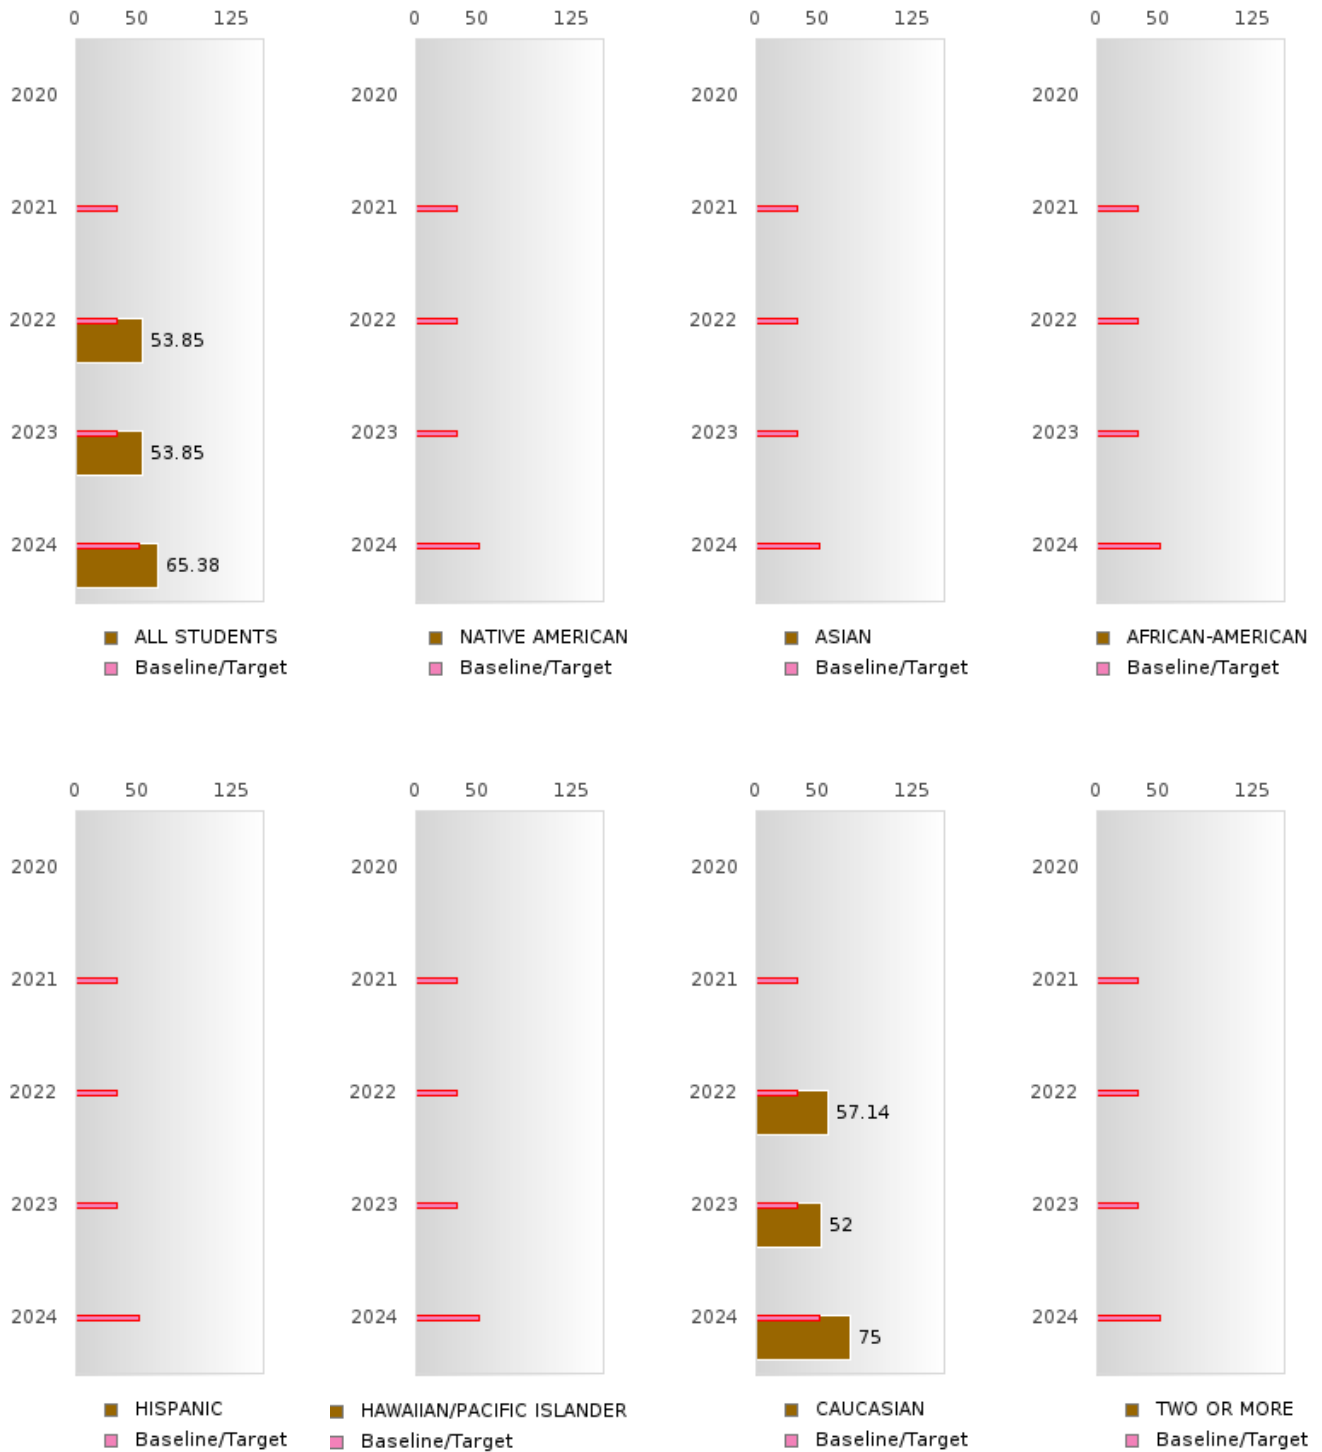 0 50 125 0 50 125 0 50 125 0 50 125
2020 2020 2020 2020
2021 2021 2021 2021
2022 53.85 2022 2022 2022
2023 53.85 2023 2023 2023
2024 65.38 2024 2024 2024
ALL STUDENTS NATIVE AMERICAN ASIAN AFRICAN-AMERICAN
Baseline/Target Baseline/Target Baseline/Target Baseline/Target
0 50 125 0 50 125 0 50 125 0 50 125
2020 2020 2020 2020
2021 2021 2021 2021
2022 2022 2022 57.14 2022
2023 2023 2023 52 2023
2024 2024 2024 75 2024
HISPANIC HAWAIIAN/PACIFIC ISLANDER CAUCASIAN TWO OR MORE
Baseline/Target Baseline/Target Baseline/Target Baseline/Target